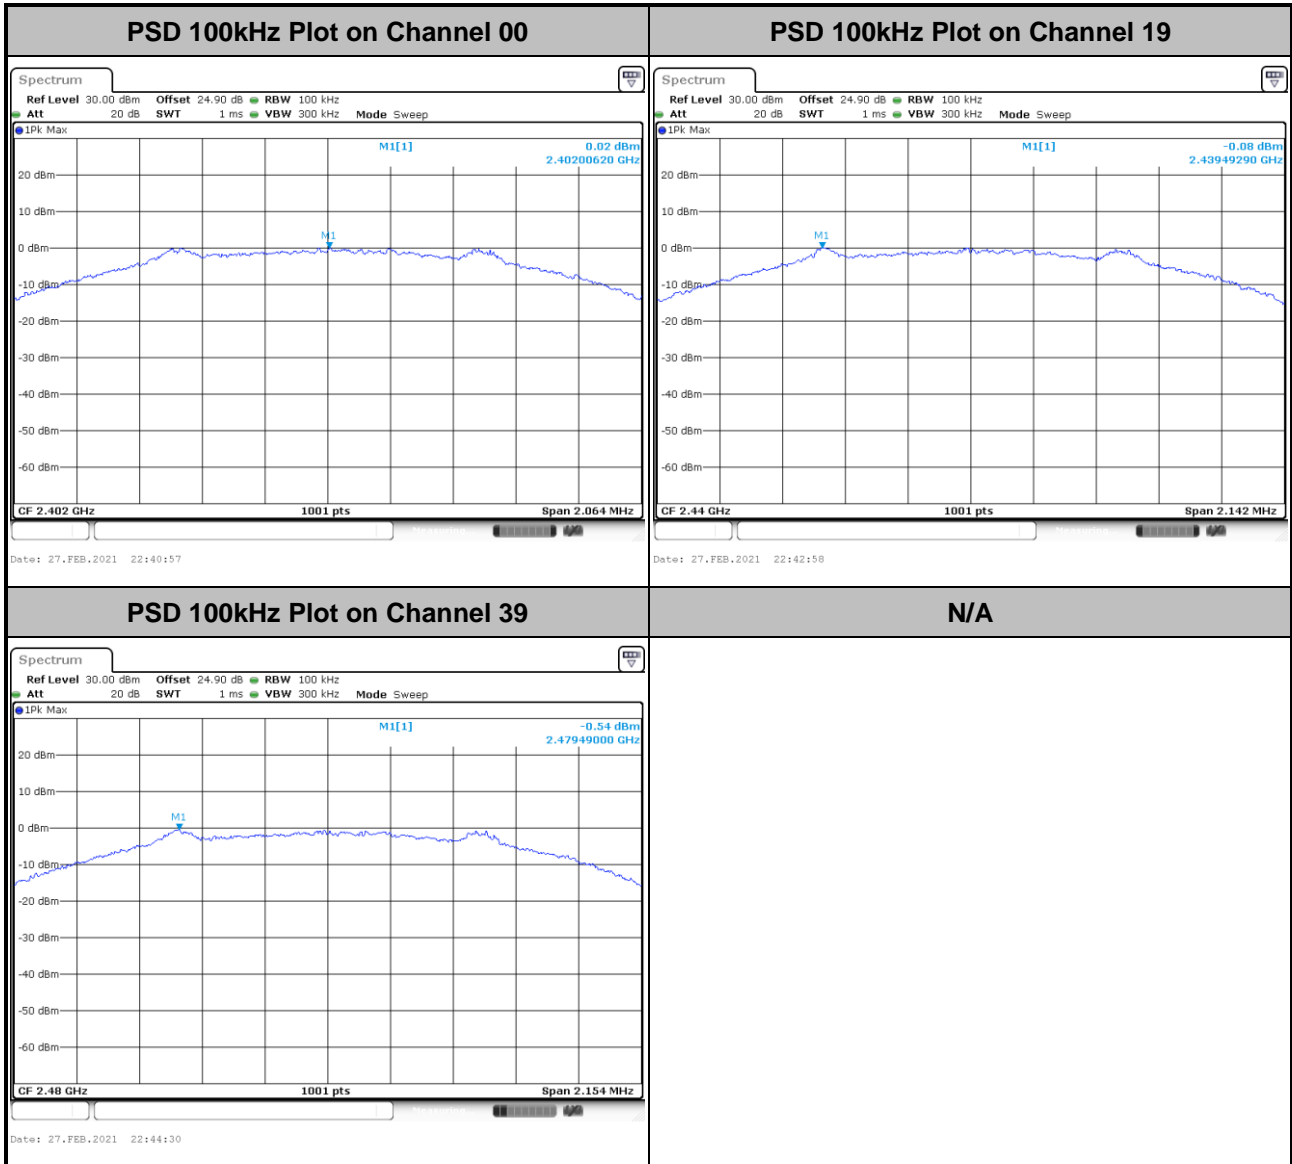 PSD 100kHz Plot on Channel 00
PSD 100kHz Plot on Channel 19
Spectrum
Ref Level 30.00 dBm Offset 24.90 dB RBW 100 kHz
Att 20 dB SWT 1 ms VBW 300 kHz Mode Sweep
1Pk Max
M1[1] 0.02 dBm
2.40200620 GHz
20 dBm
10 dBm
M1
0 dBm
-10 dBm
-20 dBm
-30 dBm
-40 dBm
-50 dBm
-60 dBm
CF 2.402 GHz 1001 pts Span 2.064 MHz
Measuring
Date: 27.FEB.2021 22:40:57
Spectrum
Ref Level 30.00 dBm Offset 24.90 dB RBW 100 kHz
Att 20 dB SWT 1 ms VBW 300 kHz Mode Sweep
1Pk Max
M1[1] -0.08 dBm
2.43949290 GHz
20 dBm
10 dBm
M1
0 dBm
-10 dBm
-20 dBm
-30 dBm
-40 dBm
-50 dBm
-60 dBm
CF 2.44 GHz 1001 pts Span 2.142 MHz
Measuring
Date: 27.FEB.2021 22:42:58
PSD 100kHz Plot on Channel 39
N/A
Spectrum
Ref Level 30.00 dBm Offset 24.90 dB RBW 100 kHz
Att 20 dB SWT 1 ms VBW 300 kHz Mode Sweep
1Pk Max
M1[1] -0.54 dBm
2.47949000 GHz
20 dBm
10 dBm
M1
0 dBm
-10 dBm
-20 dBm
-30 dBm
-40 dBm
-50 dBm
-60 dBm
CF 2.48 GHz 1001 pts Span 2.154 MHz
Measuring
Date: 27.FEB.2021 22:44:30